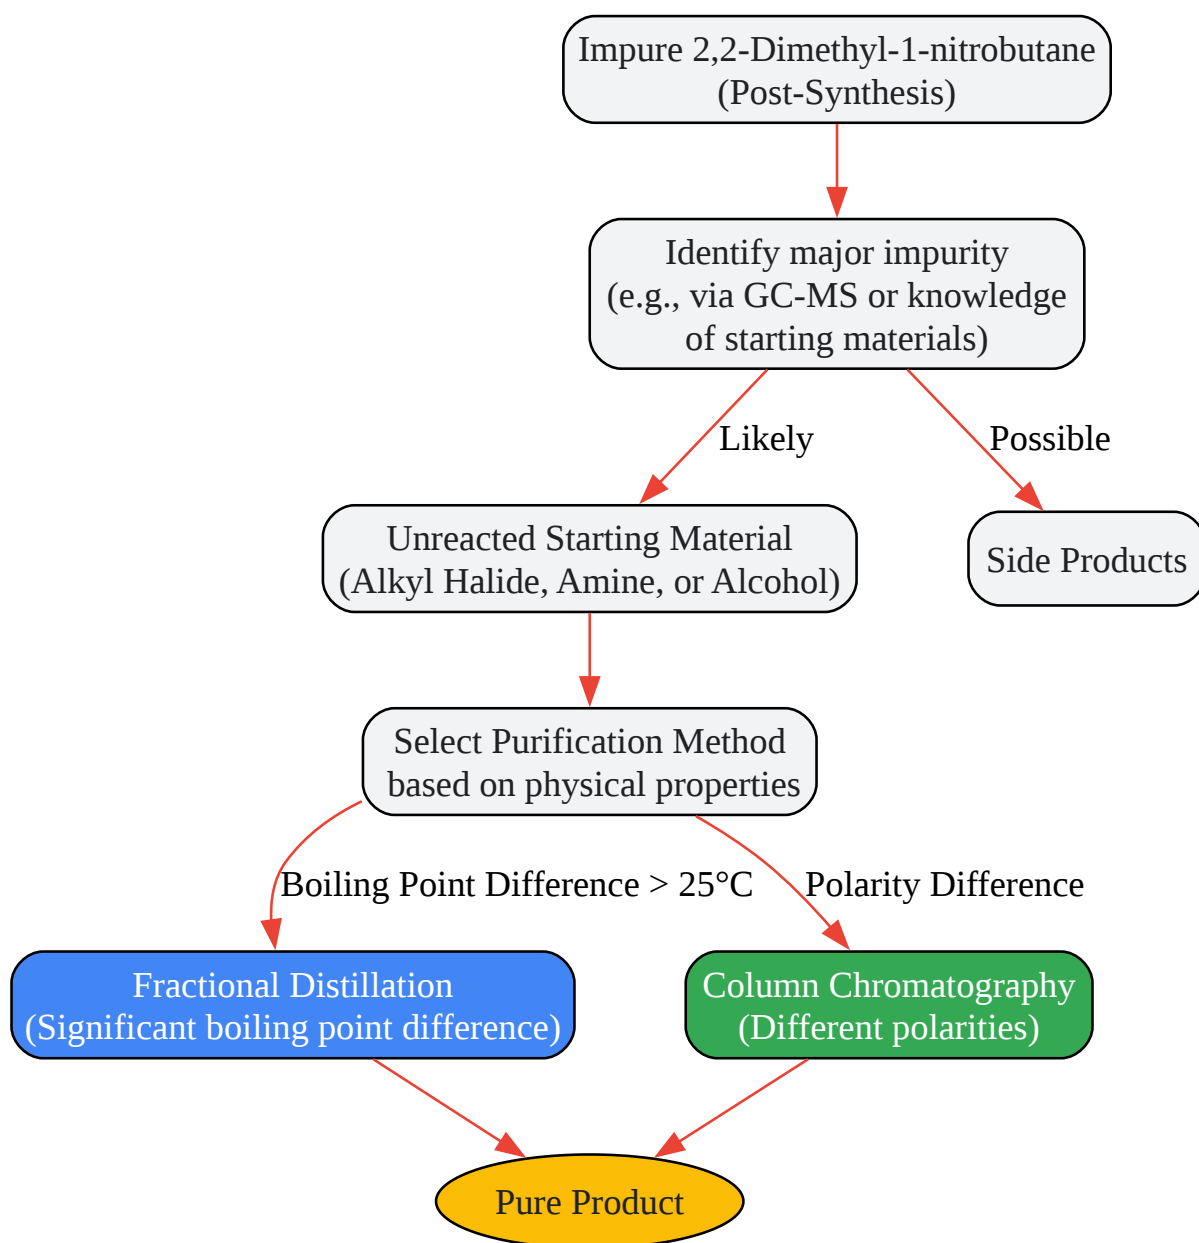 Impure 2,2-Dimethyl-1-nitrobutane
(Post-Synthesis)
Identify major impurity
(e.g., via GC-MS or knowledge
of starting materials)
Likely
Possible
Unreacted Starting Material
(Alkyl Halide, Amine, or Alcohol)
Side Products
Select Purification Method
based on physical properties
Boiling Point Difference > 25°C
Polarity Difference
Fractional Distillation
(Significant boiling point difference)
Column Chromatography
(Different polarities)
Pure Product